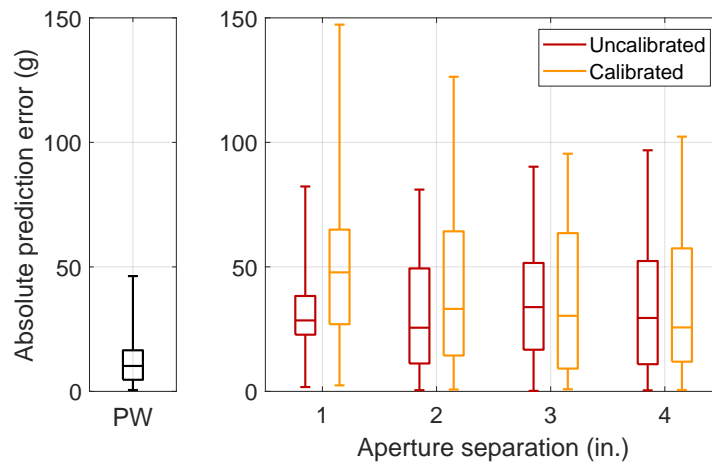 Absolute prediction error (g)
150
100
50
0
PW
150
100
50
0
1 2 3 4
Aperture separation (in.)
Uncalibrated
Calibrated